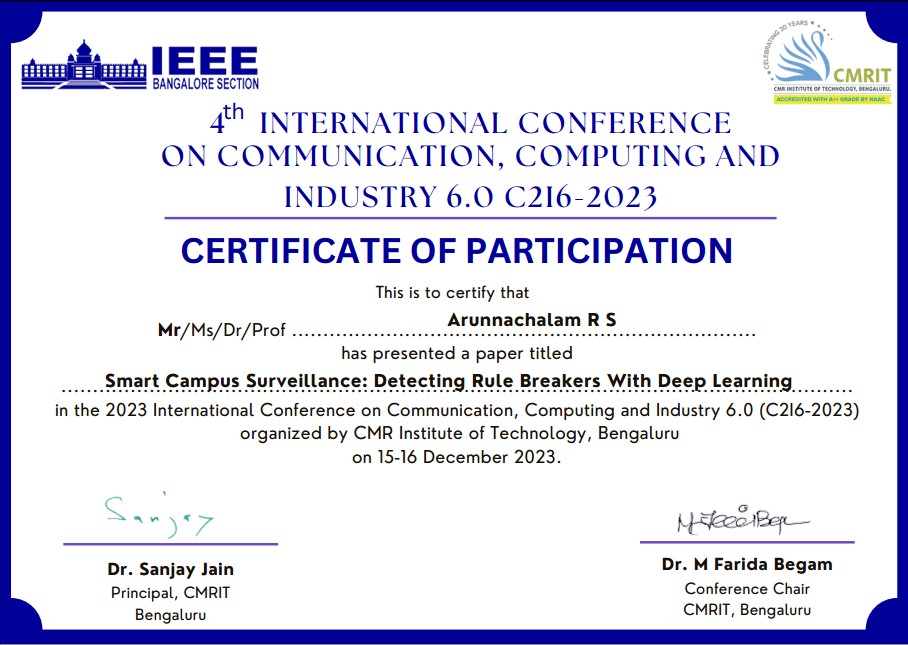 IEEE
BANGALORE SECTION
CELEBRATING 20 YEARS
CMRIT
CMR INSTITUTE OF TECHNOLOGY, BENGALURU.
ACCREDITED WITH A++ GRADE BY NAAC
4th INTERNATIONAL CONFERENCE
ON COMMUNICATION, COMPUTING AND
INDUSTRY 6.0 C2I6-2023
CERTIFICATE OF PARTICIPATION
This is to certify that
Mr/Ms/Dr/Prof ...... Arunnachalam R S ......
has presented a paper titled
Smart Campus Surveillance: Detecting Rule Breakers With Deep Learning
in the 2023 International Conference on Communication, Computing and Industry 6.0 (C2I6-2023)
organized by CMR Institute of Technology, Bengaluru
on 15-16 December 2023.
Sanjay
Dr. Sanjay Jain
Principal, CMRIT
Bengaluru
Dr. M Farida Begam
Conference Chair
CMRIT, Bengaluru